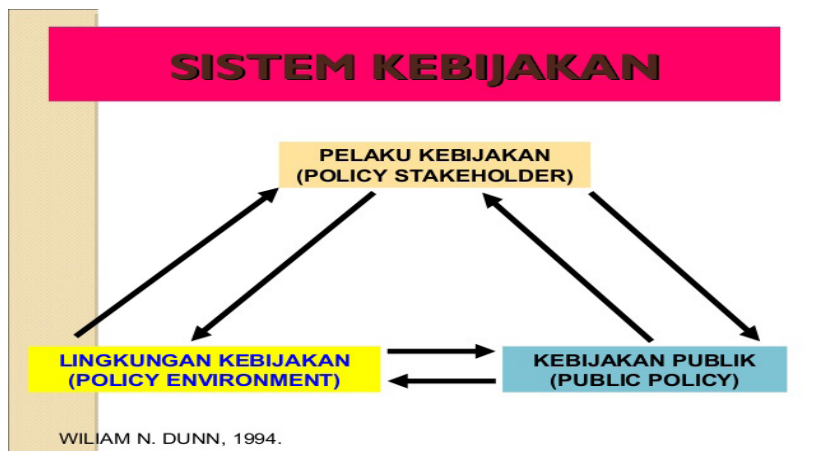 SISTEM KEBIJAKAN
PELAKU KEBIJAKAN
(POLICY STAKEHOLDER)
LINGKUNGAN KEBIJAKAN
(POLICY ENVIRONMENT)
KEBIJAKAN PUBLIK
(PUBLIC POLICY)
WILIAM N. DUNN, 1994.